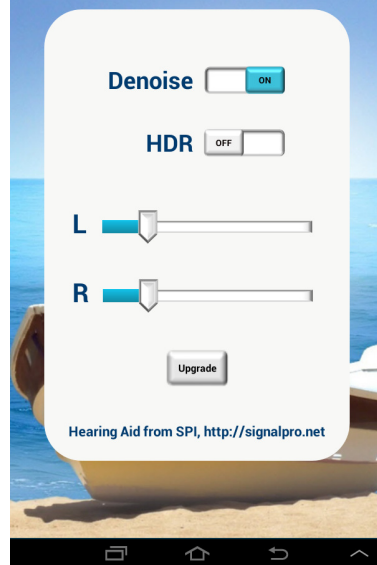 Denoise ON
HDR OFF
L
R
Upgrade
Hearing Aid from SPI, http://signalpro.net